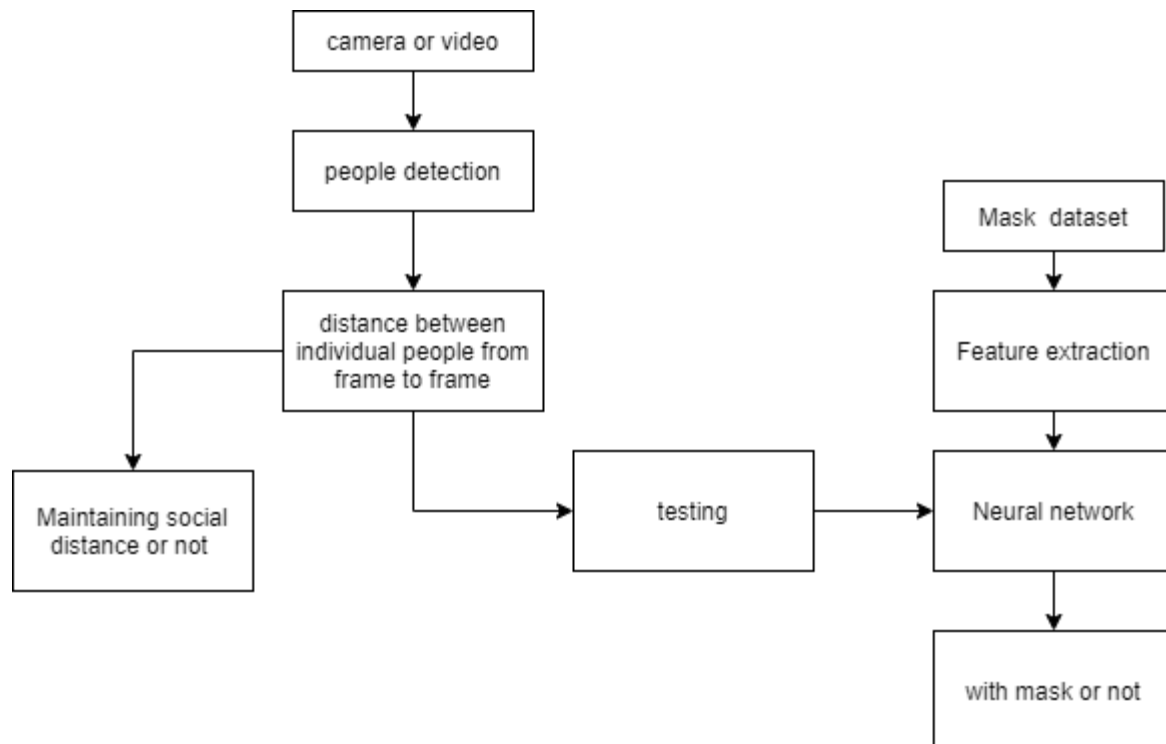 camera or video
people detection
Mask dataset
distance between
individual people from
frame to frame
Feature extraction
Maintaining social
distance or not
testing
Neural network
with mask or not